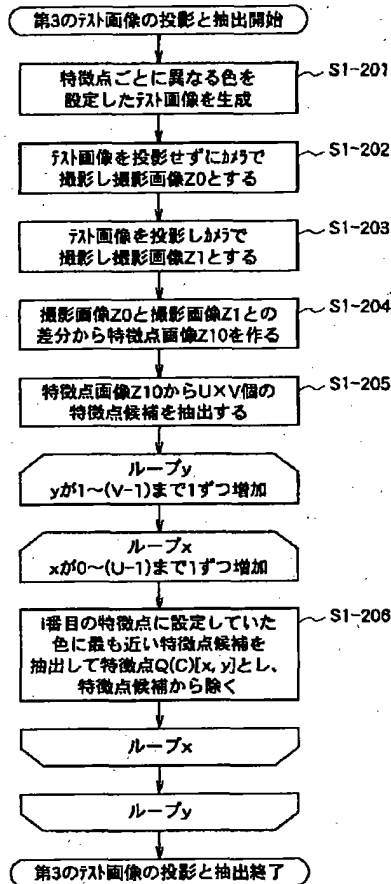 第3のテスト画像の投影と抽出開始
特徴点ごとに異なる色を
設定したテスト画像を生成
S1-201
テスト画像を投影せずにカメラで
撮影し撮影画像Z0とする
S1-202
テスト画像を投影しカメラで
撮影し撮影画像Z1とする
S1-203
撮影画像Z0と撮影画像Z1との
差分から特徴点画像Z10を作る
S1-204
特徴点画像Z10からU×V個の
特徴点候補を抽出する
S1-205
ループy
yが1~(V-1)まで1ずつ増加
ループx
xが0~(U-1)まで1ずつ増加
i番目の特徴点に設定していた
色に最も近い特徴点候補を
抽出して特徴点Q(C)[x, y]とし、
特徴点候補から除く
S1-206
ループx
ループy
第3のテスト画像の投影と抽出終了